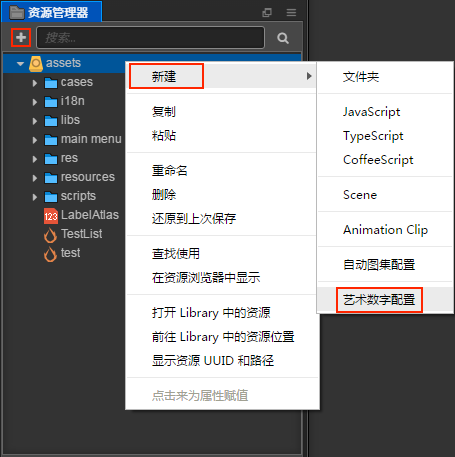 资源管理器
搜索...
assets
cases
i18n
libs
main menu
res
resources
scripts
123
LabelAtlas
TestList
test
新建
复制
粘贴
重命名
删除
还原到上次保存
查找使用
在资源浏览器中显示
打开 Library 中的资源
前往 Library 中的资源位置
显示资源 UUID 和路径
点击来为属性赋值
文件夹
JavaScript
TypeScript
CoffeeScript
Scene
Animation Clip
自动图集配置
艺术数字配置